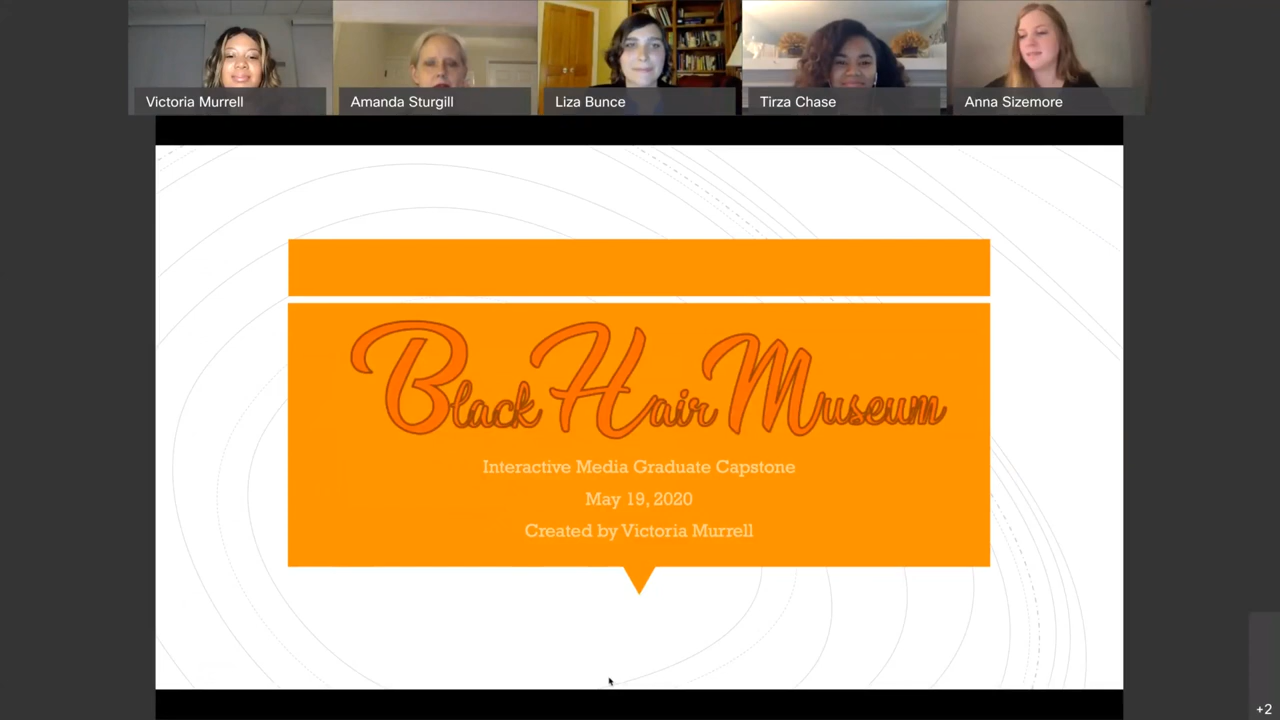 Victoria Murrell
Amanda Sturgill
Liza Bunce
Tirza Chase
Anna Sizemore
Black Hair Museum
Interactive Media Graduate Capstone
May 19, 2020
Created by Victoria Murrell
+2